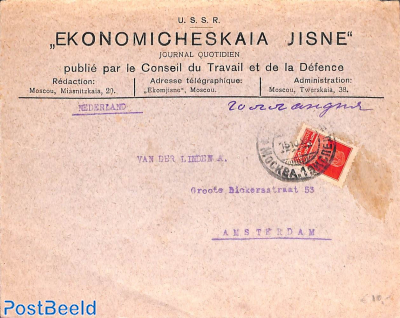 U. S. S. R.
„EKONOMICHESKAIA JISNE“
JOURNAL QUOTIDIEN
publié par le Conseil du Travail et de la Défence
Rédaction: Adresse télégraphique: Administration:
Moscou, Miasnitskaia, 20. „Ekomjisne“, Moscou. Moscou, Twerskaia, 38.
NEDERLAND Голландия
МОСКВА
VAN DER LINDEN A.
Groote Bickersstraat 53
AMSTERDAM
PostBeeld